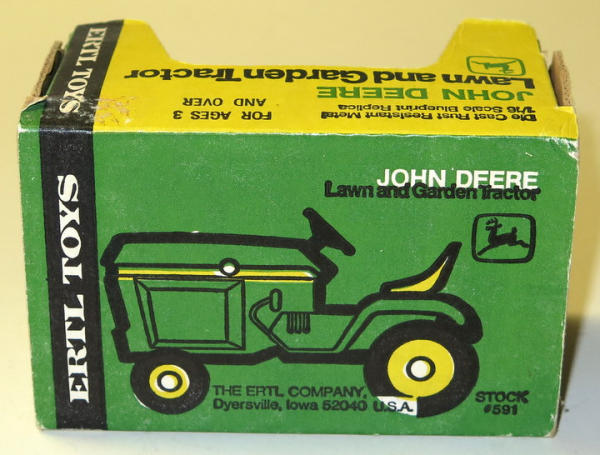 ERTL TOYS
Lawn and Garden Tractor
JOHN DEERE
1/16 Scale Blueprint Replica
Die Cast Rust Resistant Metal
FOR AGES 3
AND OVER
ERTL TOYS
JOHN DEERE
Lawn and Garden Tractor
THE ERTL COMPANY,
Dyersville, Iowa 52040 U.S.A.
STOCK
#591